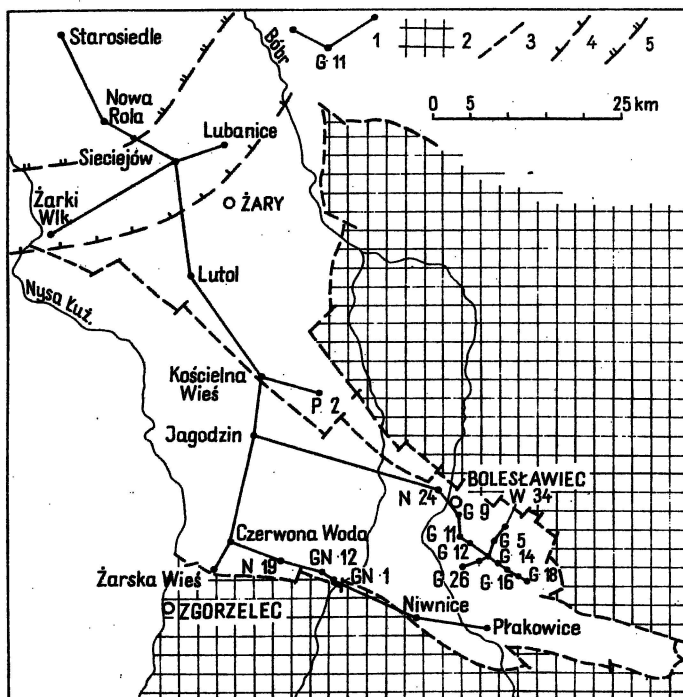 Starosiedle
Bóbr
G 11
1
2
3
4
5
Nowa
Rola
Lubanice
0 5 25 km
Sieciejów
Żarki
Wlk.
ŻARY
Lutol
Nysa Łuż.
Kościelna
Wieś
P. 2
Jagodzin
BOLESŁAWIEC
W 34
N 24
G 9
G 11
G 5
G 12
G 14
Czerwona Woda
GN 12
N 19
GN 1
G 26
G 16
G 18
Żarska Wieś
Niwnice
ZGORZELEC
Płakowice